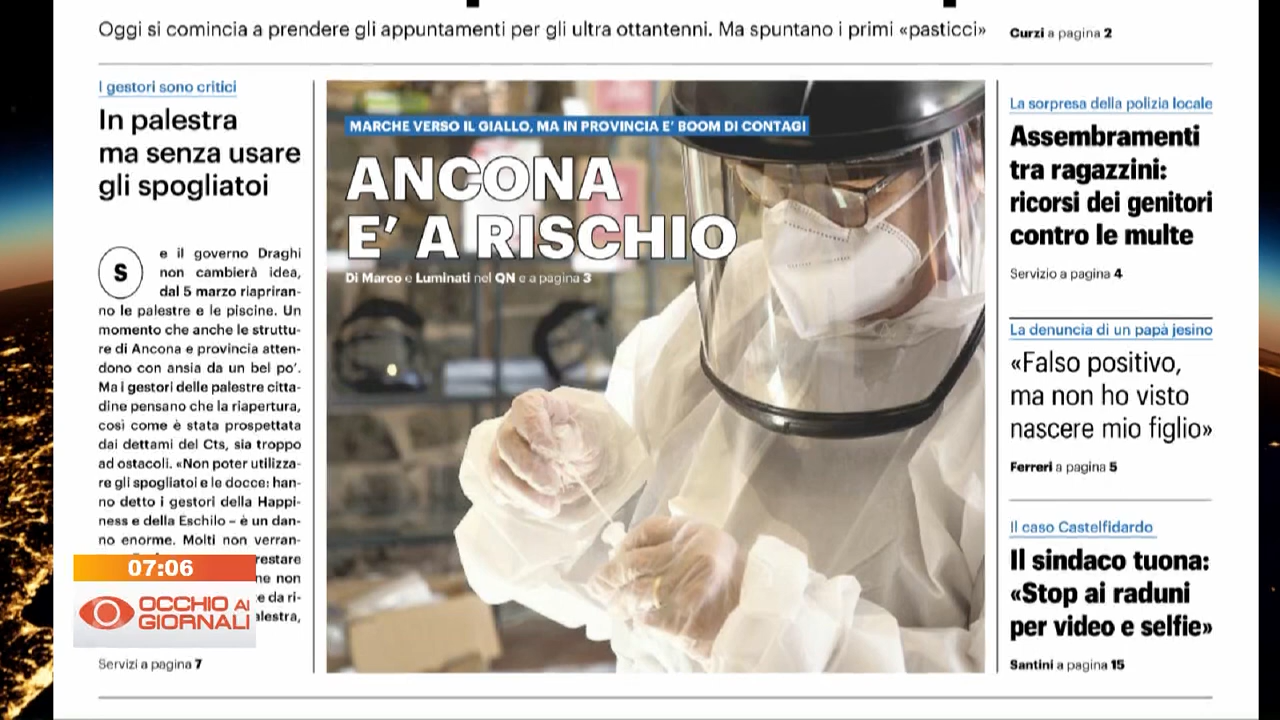 Oggi si comincia a prendere gli appuntamenti per gli ultra ottantenni. Ma spuntano i primi «pasticci» Curzi a pagina 2
I gestori sono critici
In palestra
ma senza usare
gli spogliatoi
S
e il governo Draghi
non cambierà idea,
dal 5 marzo riapriran-
no le palestre e le piscine. Un
momento che anche le struttu-
re di Ancona e provincia atten-
dono con ansia da un bel po'.
Ma i gestori delle palestre citta-
dine pensano che la riapertura,
così come è stata prospettata
dai dettami del Cts, sia troppo
ad ostacoli. «Non poter utilizza-
re gli spogliatoi e le docce: han-
no detto i gestori della Happi-
ness e della Eschilo – è un dan-
no enorme. Molti non verran-
restare
ne non
e da ri-
alestra,
Servizi a pagina 7
MARCHE VERSO IL GIALLO, MA IN PROVINCIA E' BOOM DI CONTAGI
ANCONA
E' A RISCHIO
Di Marco e Luminati nel QN e a pagina 3
La sorpresa della polizia locale
Assembramenti
tra ragazzini:
ricorsi dei genitori
contro le multe
Servizio a pagina 4
La denuncia di un papà jesino
«Falso positivo,
ma non ho visto
nascere mio figlio»
Ferreri a pagina 5
Il caso Castelfidardo
Il sindaco tuona:
«Stop ai raduni
per video e selfie»
Santini a pagina 15
07:06
OCCHIO AI
GIORNALI